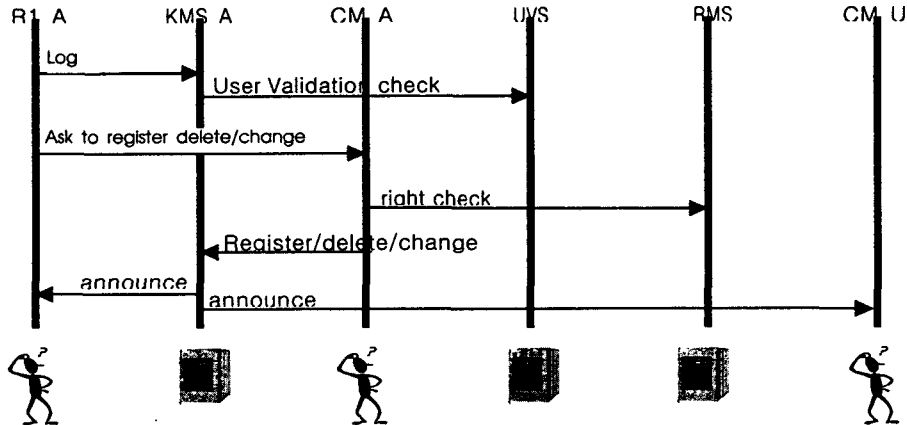 R1 A KMS A CM A UVS RMS CM U
Log
User Validation check
Ask to register delete/change
right check
Register/delete/change
announce
announce
?
?
?